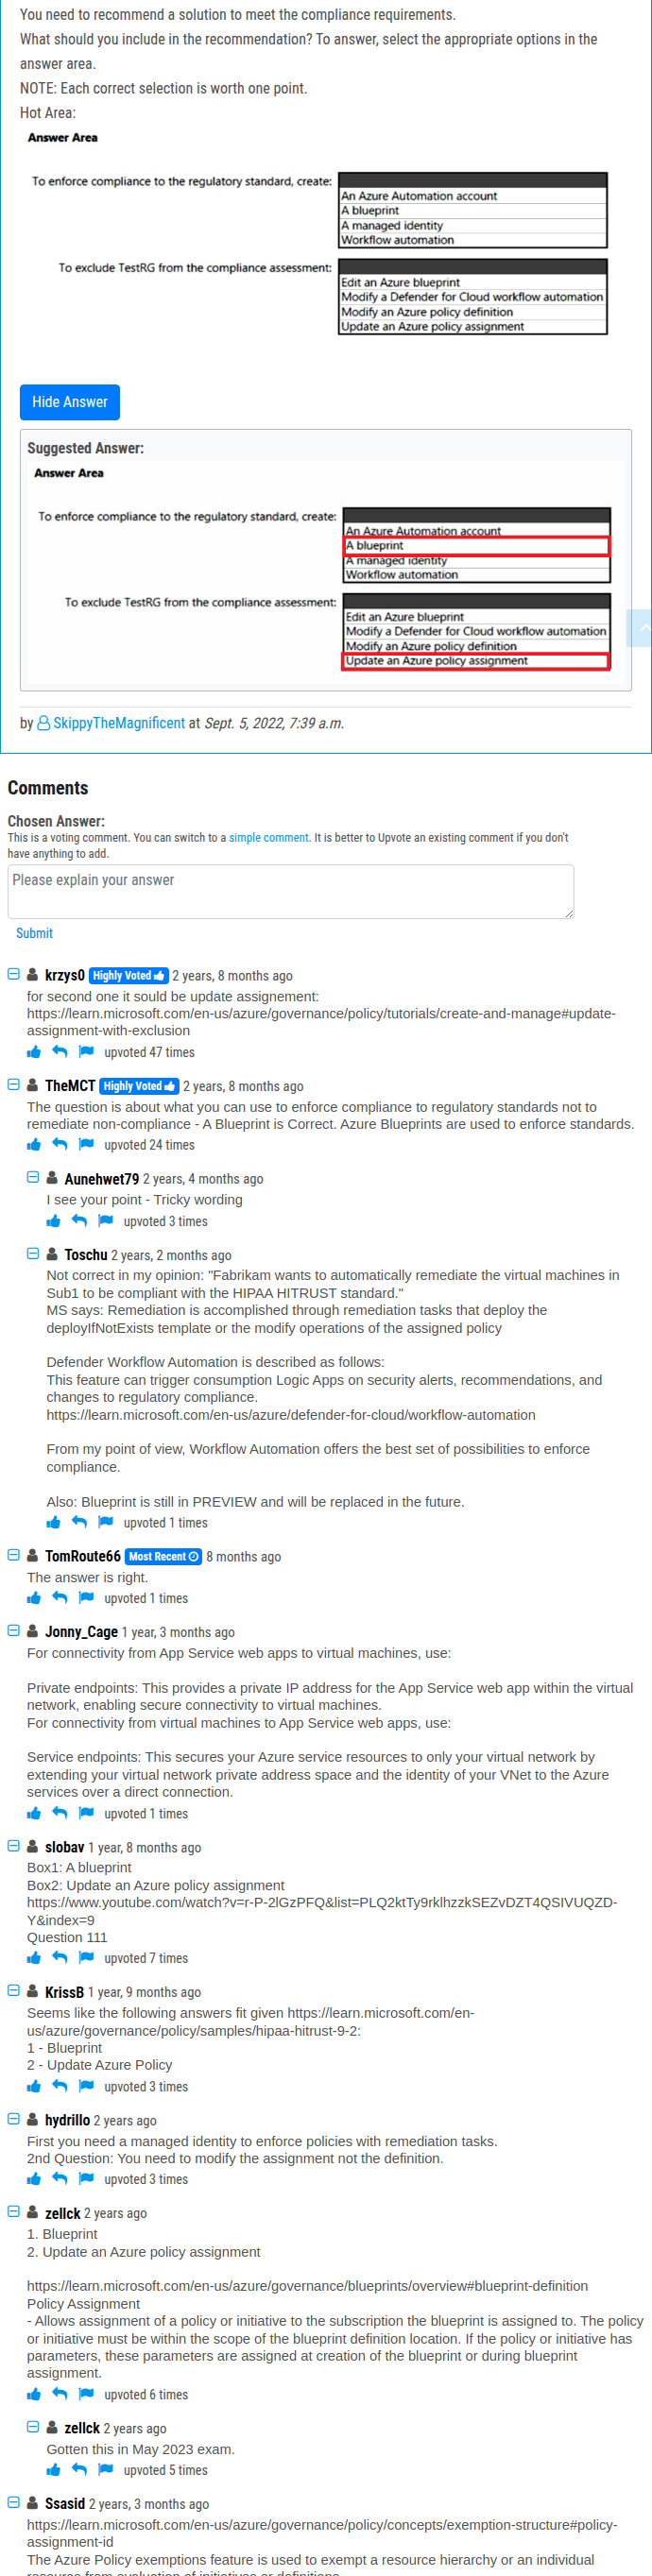 You need to recommend a solution to meet the compliance requirements.
What should you include in the recommendation? To answer, select the appropriate options in the
answer area.
NOTE: Each correct selection is worth one point.
Hot Area:
Answer Area
To enforce compliance to the regulatory standard, create:
An Azure Automation account
A blueprint
A managed identity
Workflow automation
To exclude TestRG from the compliance assessment:
Edit an Azure blueprint
Modify a Defender for Cloud workflow automation
Modify an Azure policy definition
Update an Azure policy assignment
Hide Answer
Suggested Answer:
Answer Area
To enforce compliance to the regulatory standard, create:
An Azure Automation account
A blueprint
A managed identity
Workflow automation
To exclude TestRG from the compliance assessment:
Edit an Azure blueprint
Modify a Defender for Cloud workflow automation
Modify an Azure policy definition
Update an Azure policy assignment
by SkippyTheMagnificent at Sept. 5, 2022, 7:39 a.m.
Comments
Chosen Answer:
This is a voting comment. You can switch to a simple comment. It is better to Upvote an existing comment if you don't
have anything to add.
Please explain your answer
Submit
krzys0 Highly Voted 2 years, 8 months ago
for second one it sould be update assignement:
https://learn.microsoft.com/en-us/azure/governance/policy/tutorials/create-and-manage#update-
assignment-with-exclusion
upvoted 47 times
TheMCT Highly Voted 2 years, 8 months ago
The question is about what you can use to enforce compliance to regulatory standards not to
remediate non-compliance - A Blueprint is Correct. Azure Blueprints are used to enforce standards.
upvoted 24 times
Aunehwet79 2 years, 4 months ago
I see your point - Tricky wording
upvoted 3 times
Toschu 2 years, 2 months ago
Not correct in my opinion: "Fabrikam wants to automatically remediate the virtual machines in
Sub1 to be compliant with the HIPAA HITRUST standard."
MS says: Remediation is accomplished through remediation tasks that deploy the
deployIfNotExists template or the modify operations of the assigned policy
Defender Workflow Automation is described as follows:
This feature can trigger consumption Logic Apps on security alerts, recommendations, and
changes to regulatory compliance.
https://learn.microsoft.com/en-us/azure/defender-for-cloud/workflow-automation
From my point of view, Workflow Automation offers the best set of possibilities to enforce
compliance.
Also: Blueprint is still in PREVIEW and will be replaced in the future.
upvoted 1 times
TomRoute66 Most Recent 8 months ago
The answer is right.
upvoted 1 times
Jonny_Cage 1 year, 3 months ago
For connectivity from App Service web apps to virtual machines, use:
Private endpoints: This provides a private IP address for the App Service web app within the virtual
network, enabling secure connectivity to virtual machines.
For connectivity from virtual machines to App Service web apps, use:
Service endpoints: This secures your Azure service resources to only your virtual network by
extending your virtual network private address space and the identity of your VNet to the Azure
services over a direct connection.
upvoted 1 times
slobav 1 year, 8 months ago
Box1: A blueprint
Box2: Update an Azure policy assignment
https://www.youtube.com/watch?v=r-P-2lGzPFQ&list=PLQ2ktTy9rklhzzkSEZvDZT4QSIVUQZD-
Y&index=9
Question 111
upvoted 7 times
KrissB 1 year, 9 months ago
Seems like the following answers fit given https://learn.microsoft.com/en-
us/azure/governance/policy/samples/hipaa-hitrust-9-2:
1 - Blueprint
2 - Update Azure Policy
upvoted 3 times
hydrillo 2 years ago
First you need a managed identity to enforce policies with remediation tasks.
2nd Question: You need to modify the assignment not the definition.
upvoted 3 times
zellck 2 years ago
1. Blueprint
2. Update an Azure policy assignment
https://learn.microsoft.com/en-us/azure/governance/blueprints/overview#blueprint-definition
Policy Assignment
- Allows assignment of a policy or initiative to the subscription the blueprint is assigned to. The policy
or initiative must be within the scope of the blueprint definition location. If the policy or initiative has
parameters, these parameters are assigned at creation of the blueprint or during blueprint
assignment.
upvoted 6 times
zellck 2 years ago
Gotten this in May 2023 exam.
upvoted 5 times
Ssasid 2 years, 3 months ago
https://learn.microsoft.com/en-us/azure/governance/policy/concepts/exemption-structure#policy-
assignment-id
The Azure Policy exemptions feature is used to exempt a resource hierarchy or an individual